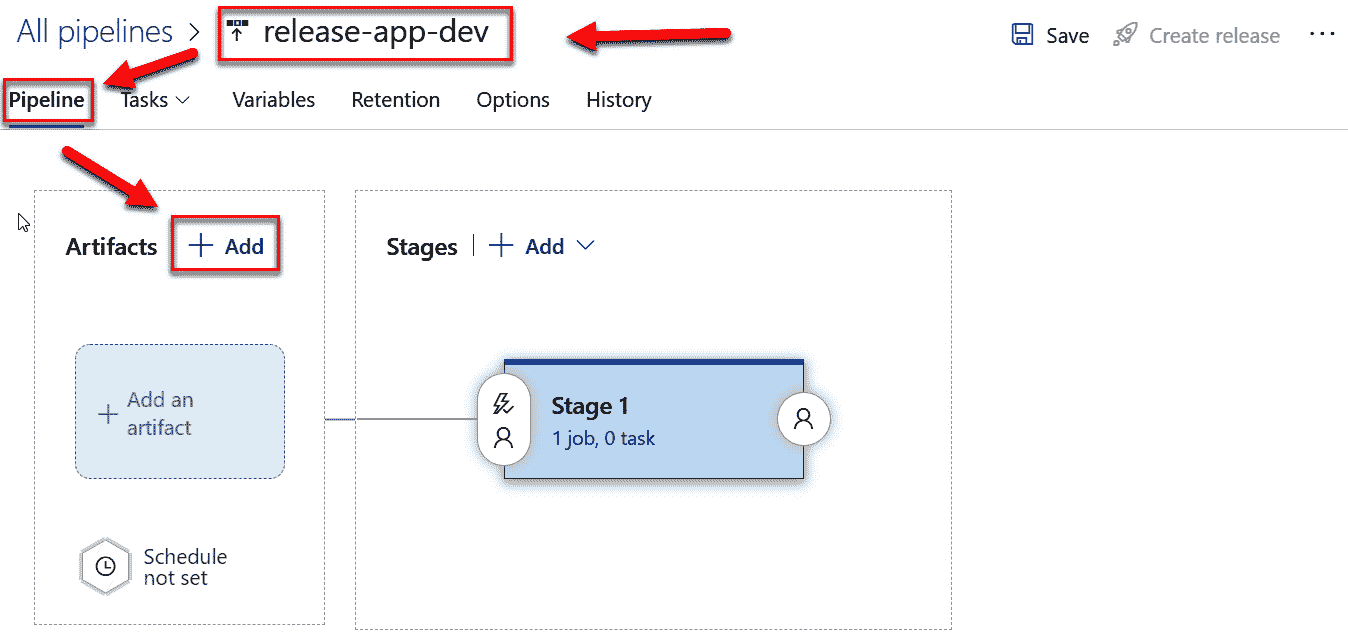 All pipelines > release-app-dev
Save
Create release
...
Pipeline
Tasks
Variables
Retention
Options
History
Artifacts
+ Add
Stages | + Add
+ Add an
artifact
Stage 1
1 job, 0 task
Schedule
not set